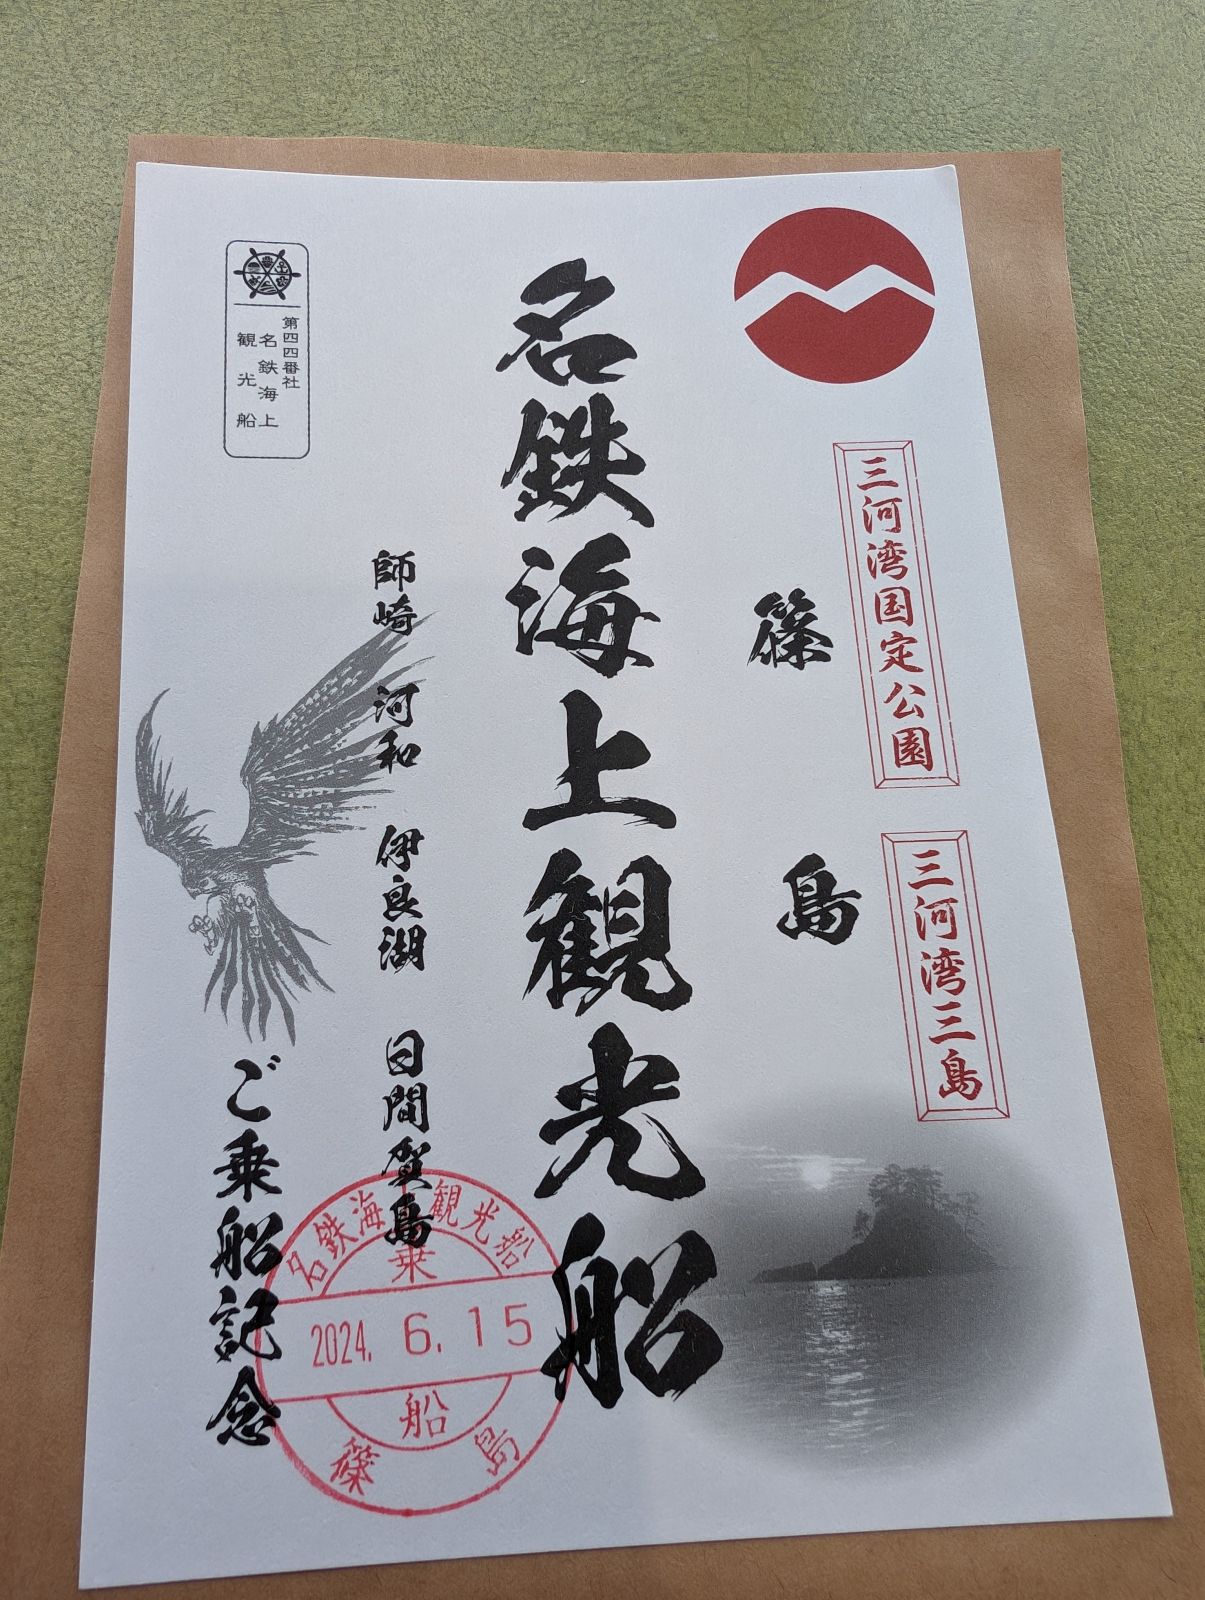 三河湾国定公園
三河湾三島
篠島
名鉄海上観光船
師崎 河和 伊良湖 日間賀島
ご乗船記念
第四四番社
名鉄海上
観光船
名鉄海上観光船
乗
2024. 6. 15
船
篠島